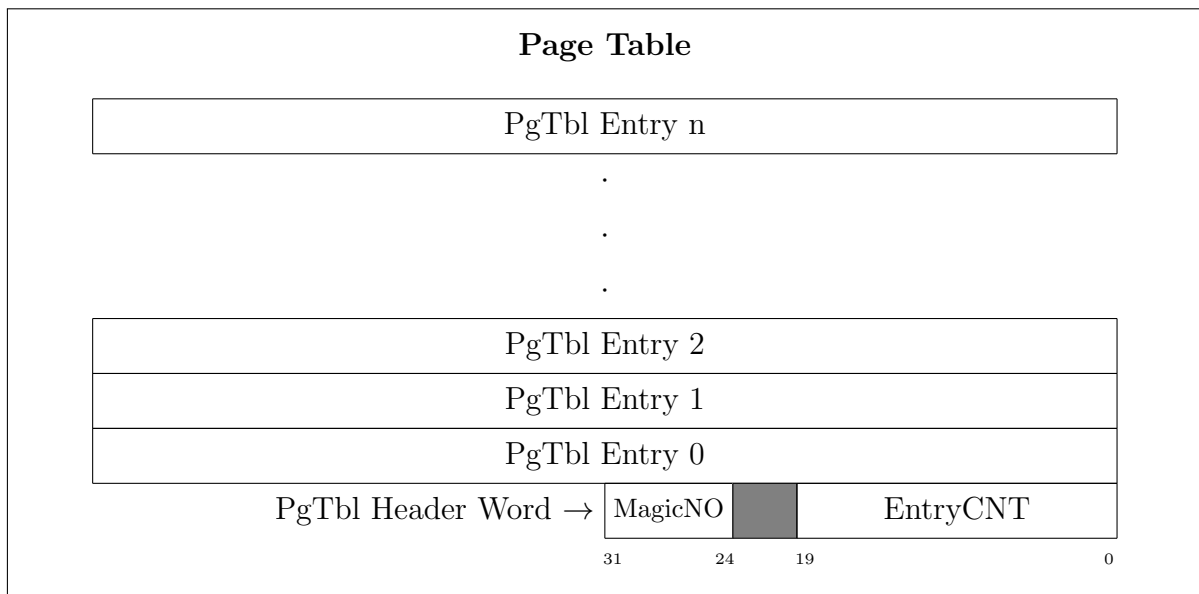 Page Table
PgTbl Entry n
.
.
.
PgTbl Entry 2
PgTbl Entry 1
PgTbl Entry 0
PgTbl Header Word → MagicNO EntryCNT
31 24 19 0